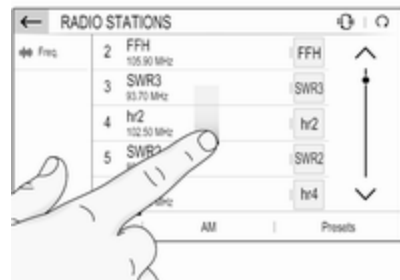 RADIO STATIONS
Freq.
2 FFH FFH
105.90 MHz
3 SWR3 SWR3
93.70 MHz
4 hr2 hr2
102.50 MHz
5 SWR2 SWR2
hr4
MHz
AM Presets